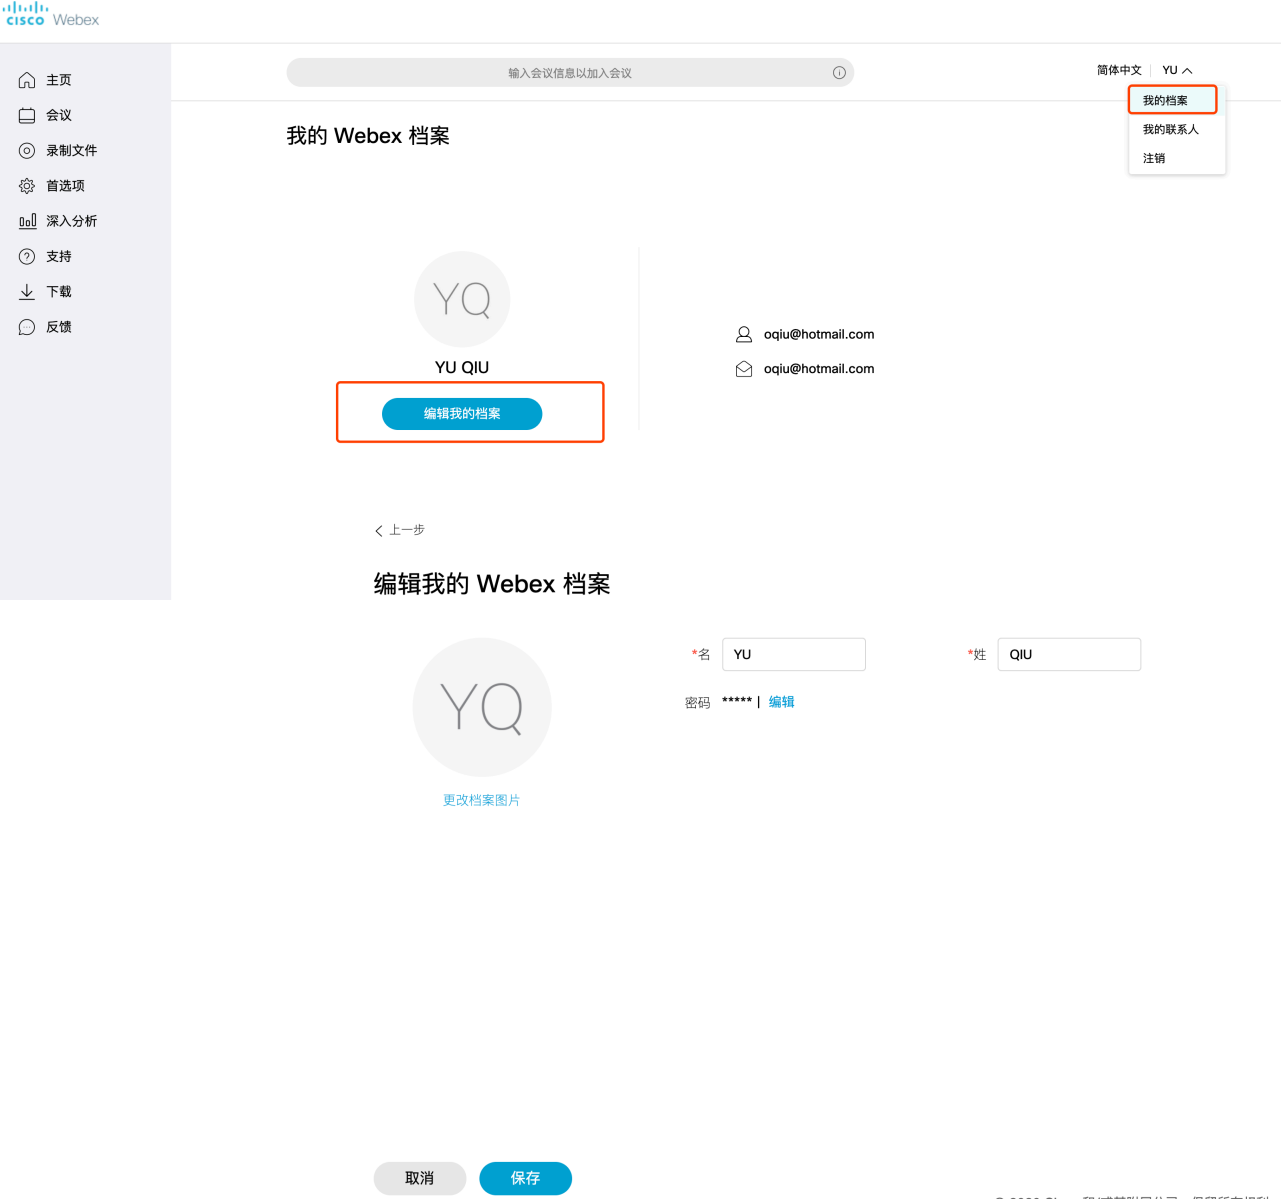 CISCO Webex
主页
会议
录制文件
首选项
深入分析
支持
下载
反馈
输入会议信息以加入会议
简体中文 YU
我的档案
我的联系人
注销
我的 Webex 档案
YQ
YU QIU
编辑我的档案
oqiu@hotmail.com
oqiu@hotmail.com
上一步
编辑我的 Webex 档案
YQ
更改档案图片
*名 YU *姓 QIU
密码 ***** | 编辑
取消 保存